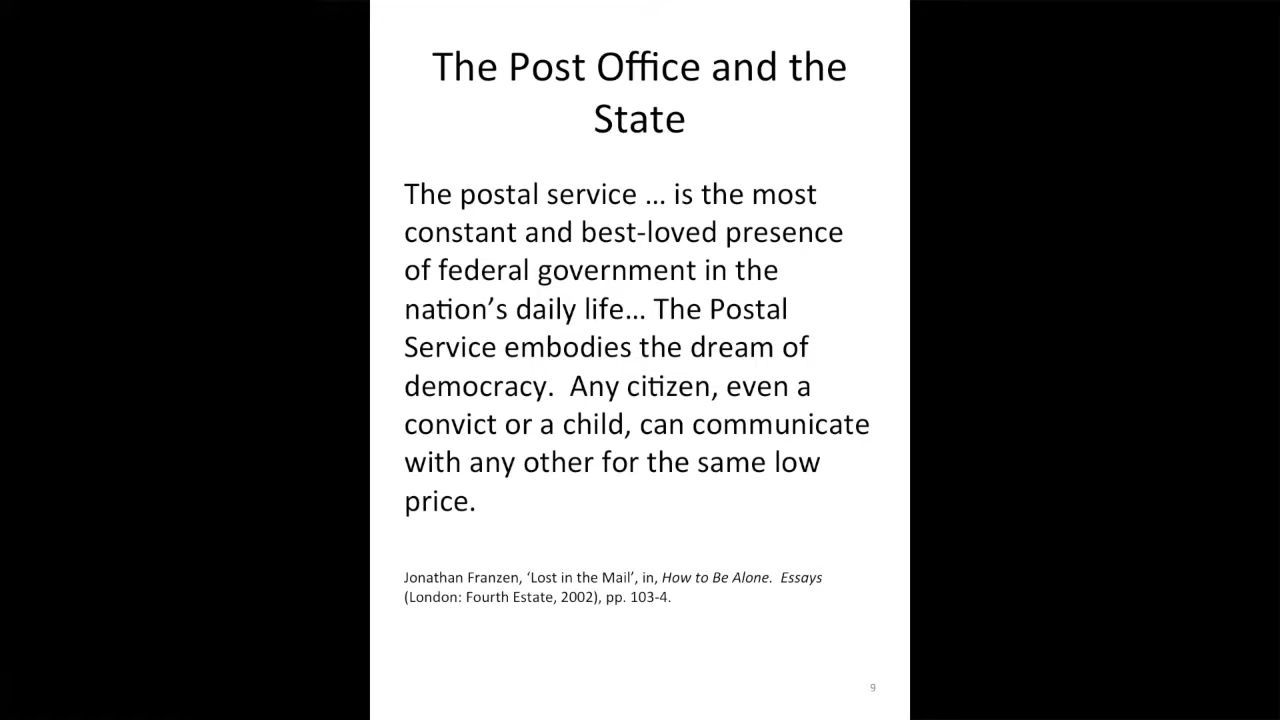 The Post Office and the
State
The postal service … is the most
constant and best-loved presence
of federal government in the
nation’s daily life… The Postal
Service embodies the dream of
democracy.  Any citizen, even a
convict or a child, can communicate
with any other for the same low
price.
Jonathan Franzen, ‘Lost in the Mail’, in, How to Be Alone.  Essays
(London: Fourth Estate, 2002), pp. 103-4.
9